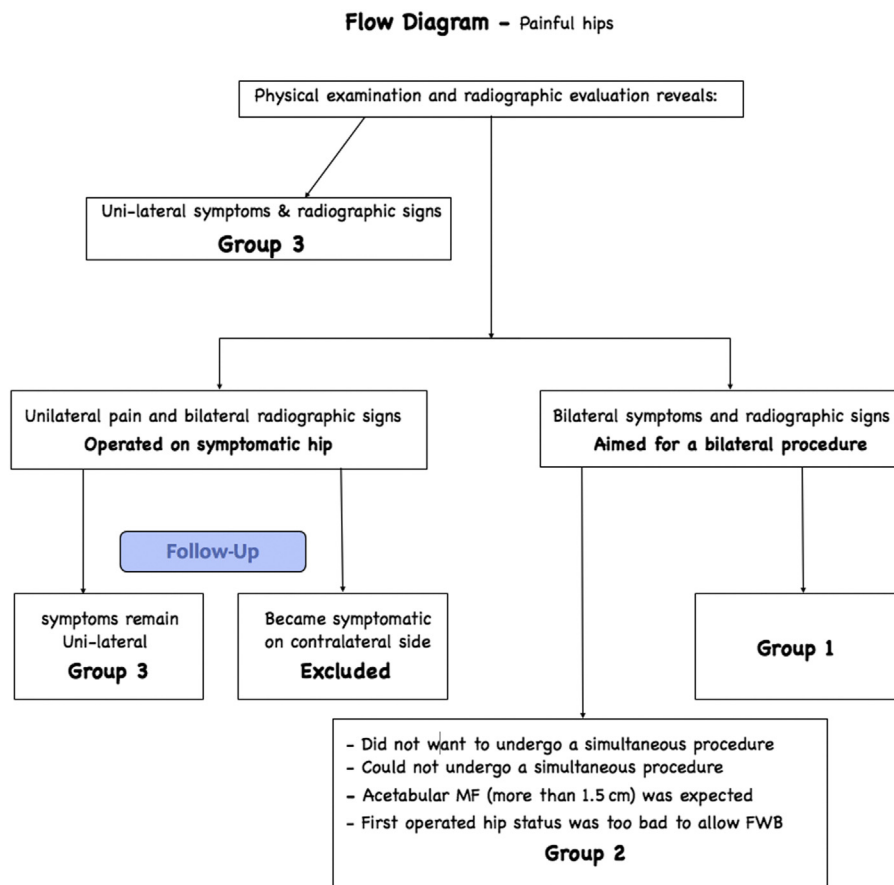 Flow Diagram - Painful hips
Physical examination and radiographic evaluation reveals:
Uni-lateral symptoms & radiographic signs
Group 3
Unilateral pain and bilateral radiographic signs
Operated on symptomatic hip
Bilateral symptoms and radiographic signs
Aimed for a bilateral procedure
Follow-Up
symptoms remain
Uni-lateral
Group 3
Became symptomatic
on contralateral side
Excluded
Group 1
- Did not want to undergo a simultaneous procedure
- Could not undergo a simultaneous procedure
- Acetabular MF (more than 1.5 cm) was expected
- First operated hip status was too bad to allow FWB
Group 2